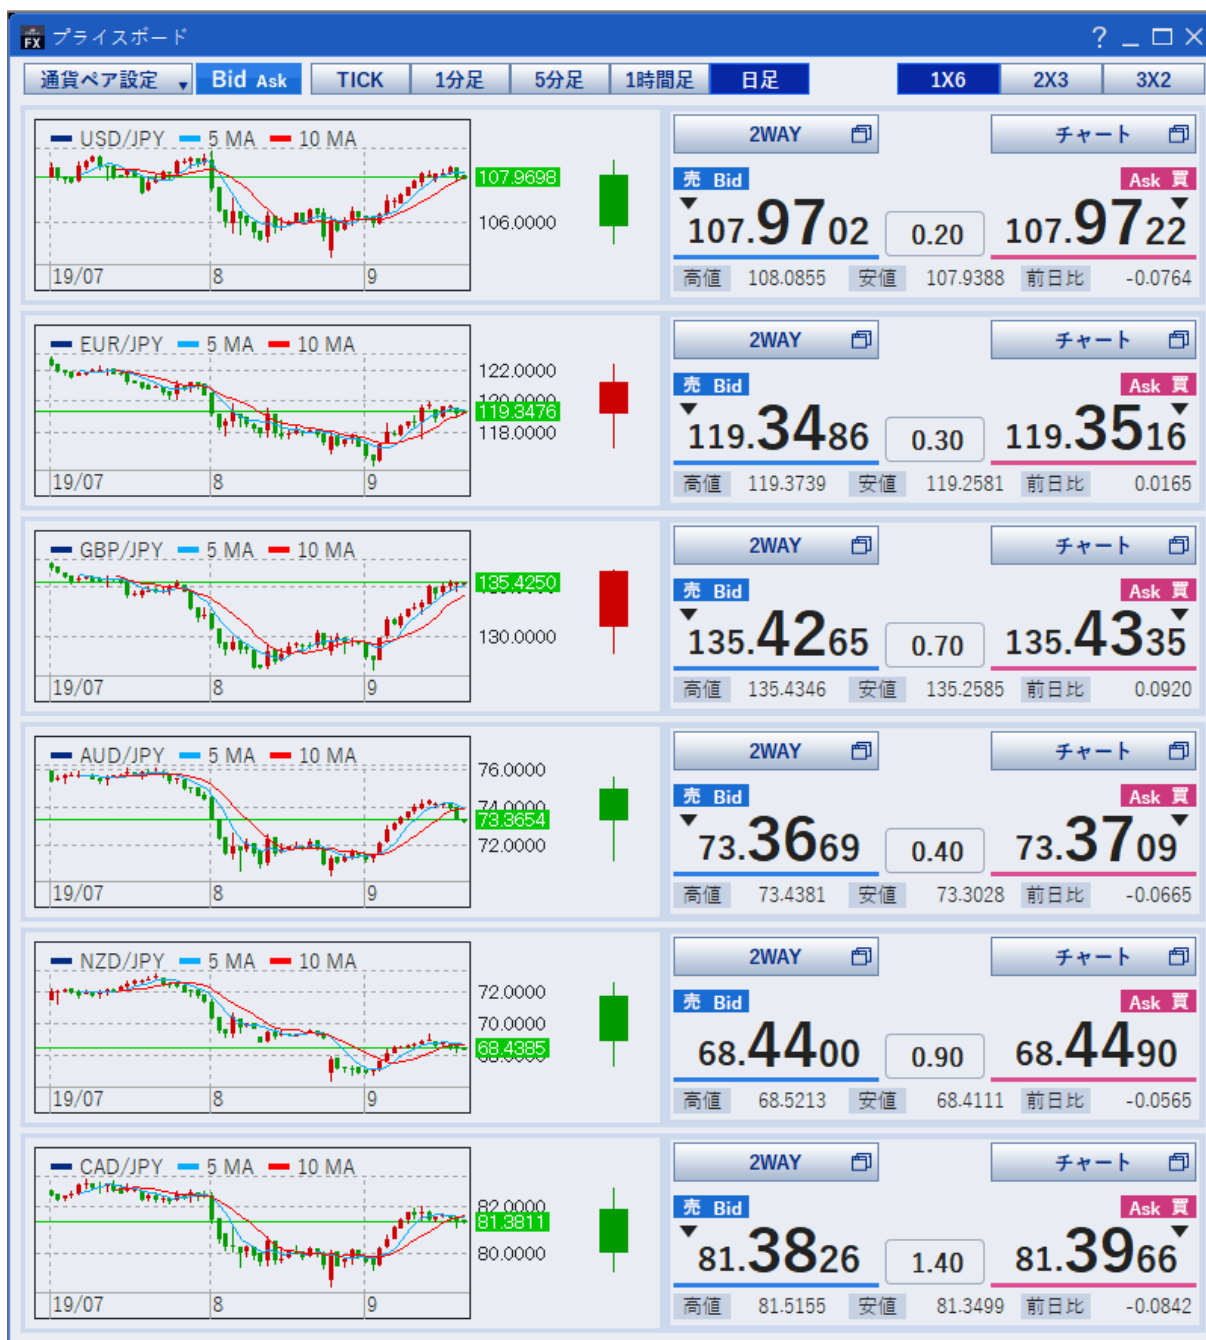 FX プライスボード ? _ □ ×
通貨ペア設定 Bid Ask TICK 1分足 5分足 1時間足 日足 1X6 2X3 3X2
USD/JPY 5 MA 10 MA
107.9698
106.0000
19/07 8 9
2WAY チャート
売 Bid Ask 買
107.9702 0.20 107.9722
高値 108.0855 安値 107.9388 前日比 -0.0764
EUR/JPY 5 MA 10 MA
122.0000
120.0000
119.3476
118.0000
19/07 8 9
2WAY チャート
売 Bid Ask 買
119.3486 0.30 119.3516
高値 119.3739 安値 119.2581 前日比 0.0165
GBP/JPY 5 MA 10 MA
135.4250
130.0000
19/07 8 9
2WAY チャート
売 Bid Ask 買
135.4265 0.70 135.4335
高値 135.4346 安値 135.2585 前日比 0.0920
AUD/JPY 5 MA 10 MA
76.0000
74.0000
73.3654
72.0000
19/07 8 9
2WAY チャート
売 Bid Ask 買
73.3669 0.40 73.3709
高値 73.4381 安値 73.3028 前日比 -0.0665
NZD/JPY 5 MA 10 MA
72.0000
70.0000
68.4385
19/07 8 9
2WAY チャート
売 Bid Ask 買
68.4400 0.90 68.4490
高値 68.5213 安値 68.4111 前日比 -0.0565
CAD/JPY 5 MA 10 MA
82.0000
81.3811
80.0000
19/07 8 9
2WAY チャート
売 Bid Ask 買
81.3826 1.40 81.3966
高値 81.5155 安値 81.3499 前日比 -0.0842